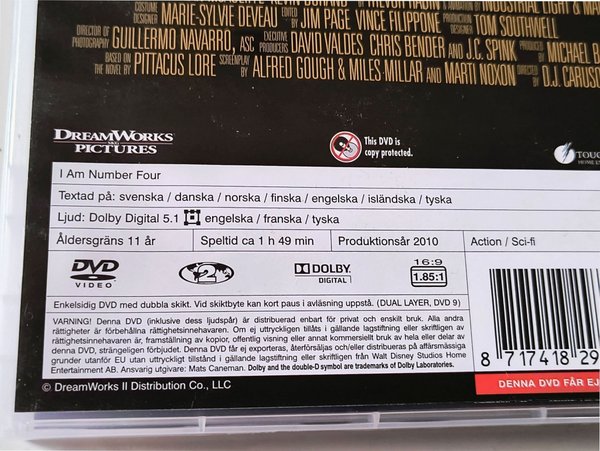 COSTUME DESIGNER MARIE-SYLVIE DEVEAU EDITED BY JIM PAGE VINCE FILIPPONE PRODUCTION DESIGNER TOM SOUTHWELL
DIRECTOR OF PHOTOGRAPHY GUILLERMO NAVARRO, ASC EXECUTIVE PRODUCERS DAVID VALDES CHRIS BENDER AND J.C. SPINK PRODUCED BY MICHAEL B
BASED ON THE NOVEL BY PITTACUS LORE SCREENPLAY BY ALFRED GOUGH & MILES MILLAR AND MARTI NOXON DIRECTED BY D.J. CARUSO
DREAMWORKS
PICTURES
This DVD is
copy protected.
I Am Number Four
Textad på: svenska / danska / norska / finska / engelska / isländska / tyska
Ljud: Dolby Digital 5.1 engelska / franska / tyska
Åldersgräns 11 år Speltid ca 1 h 49 min Produktionsår 2010 Action / Sci-fi
DVD
VIDEO
2
DOLBY
DIGITAL
16:9
1.85:1
Enkelsidig DVD med dubbla skikt. Vid skiktbyte kan kort paus i avläsning uppstå. (DUAL LAYER, DVD 9)
VARNING! Denna DVD (inklusive dess ljudspår) är distribuerad enbart för privat och enskilt bruk. Alla andra
rättigheter är förbehållna rättighetsinnehavaren. Om ej uttryckligen tillåts i gällande lagstiftning eller skriftligen av
rättighetsinnehavaren, är framställning av kopior, offentlig visning eller annat kommersiellt bruk av hela eller delar av
denna DVD, strängeligen förbjudet. Denna DVD får ej exporteras, återförsäljas och/eller distribueras på affärsmässiga
grunder utanför EU utan uttryckligt tillstånd i gällande lagstiftning eller skriftligen från Walt Disney Studios Home
Entertainment AB. Ansvarig utgivare: Mats Caneman. Dolby and the double-D symbol are trademarks of Dolby Laboratories.
8 717418 29
© DreamWorks II Distribution Co., LLC
DENNA DVD FÅR EJ